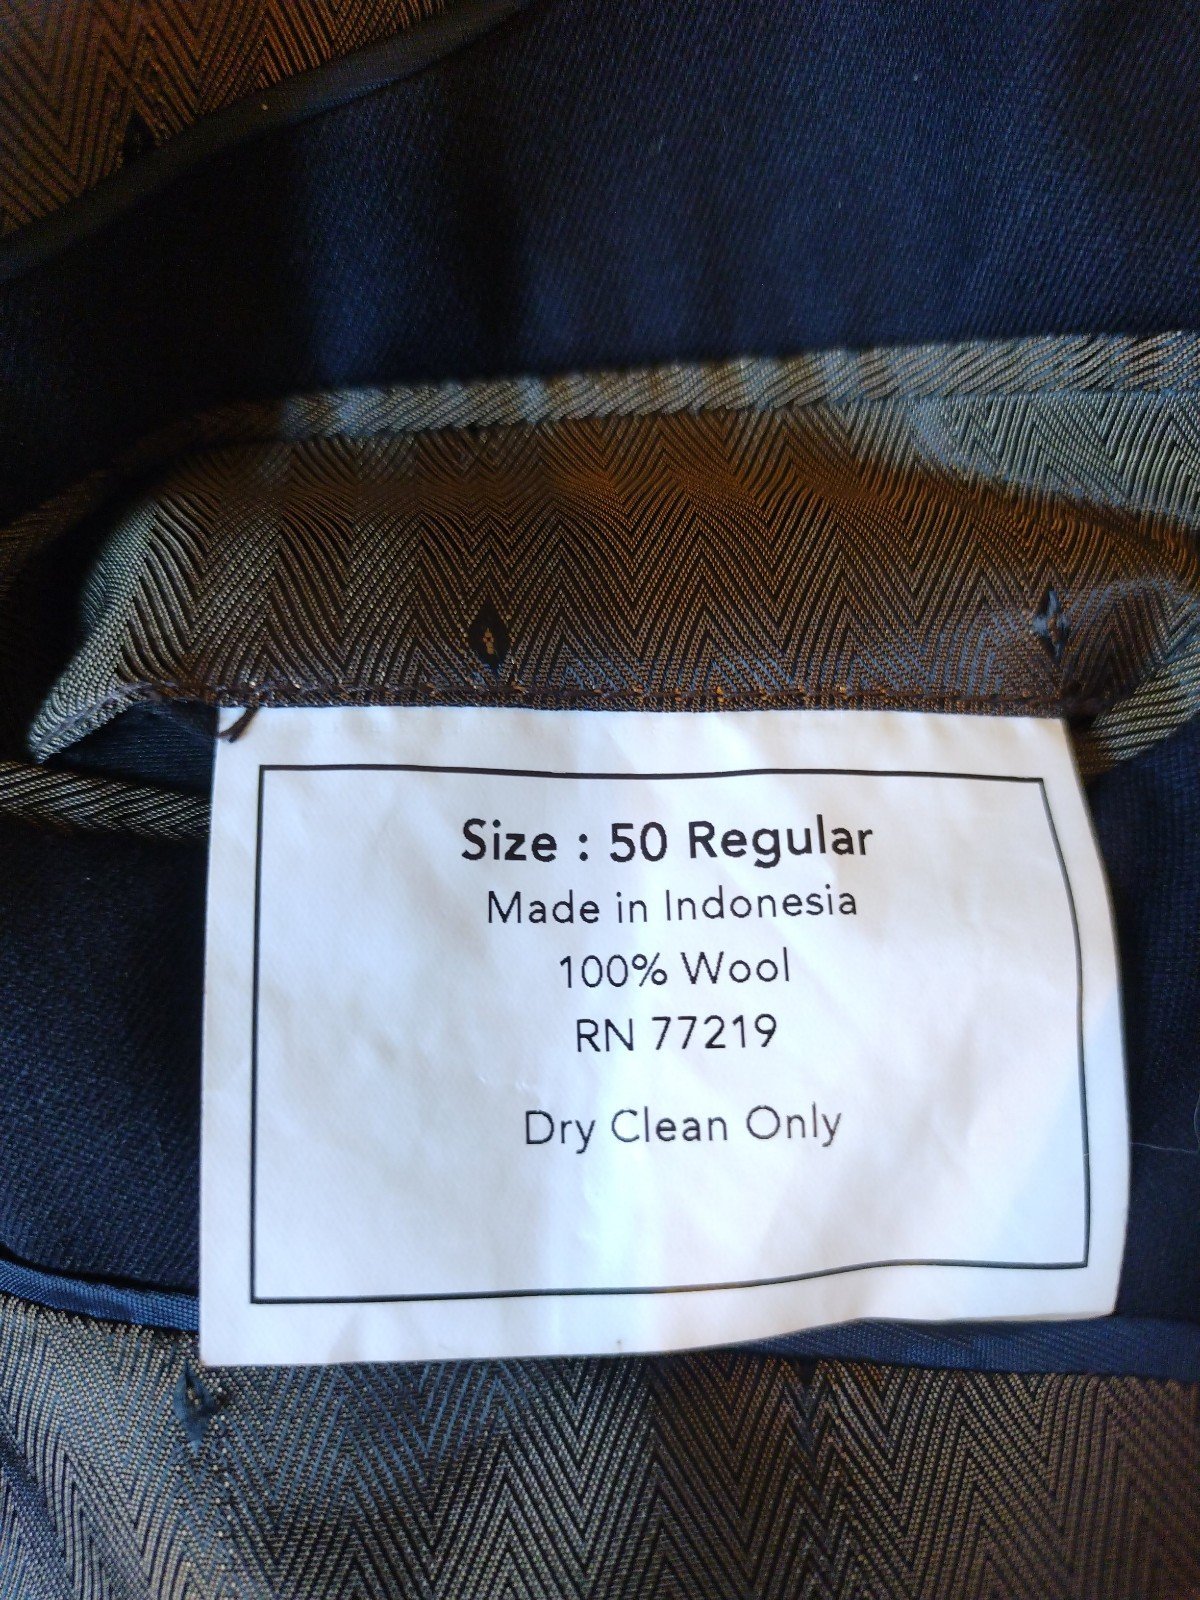 Size : 50 Regular
Made in Indonesia
100% Wool
RN 77219
Dry Clean Only